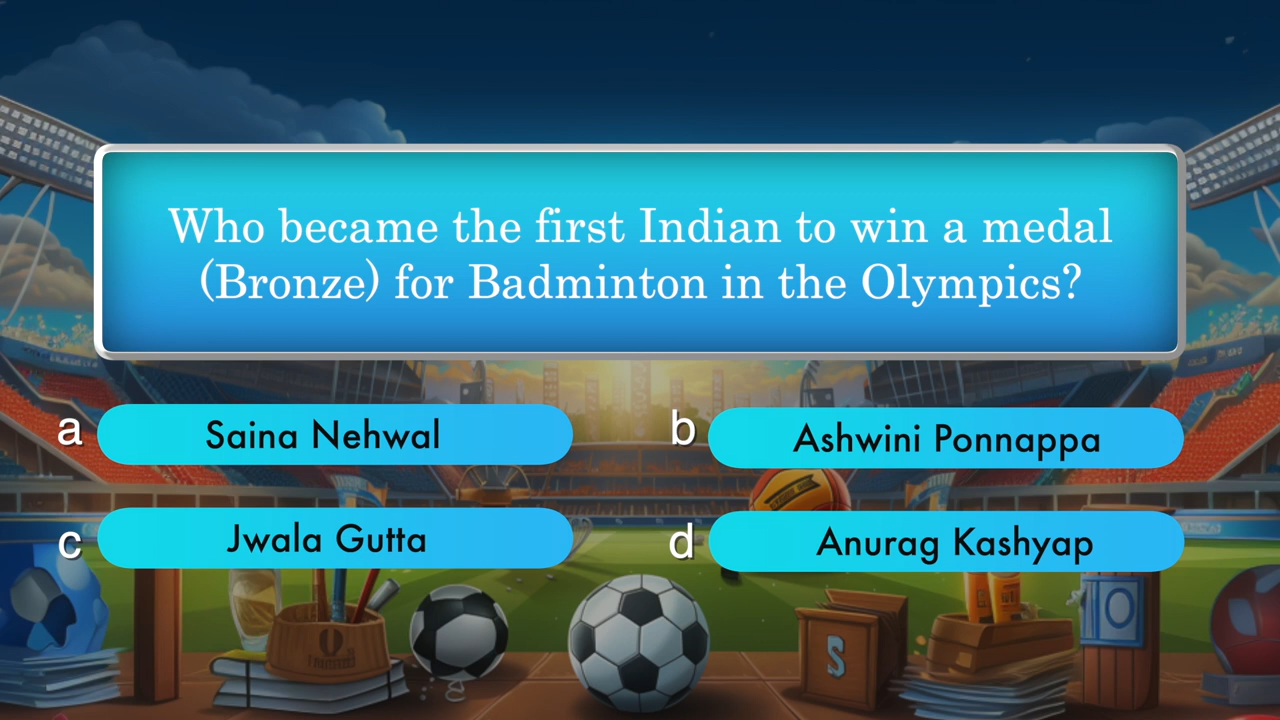 Who became the first Indian to win a medal
(Bronze) for Badminton in the Olympics?
a Saina Nehwal
b Ashwini Ponnappa
c Jwala Gutta
d Anurag Kashyap
S